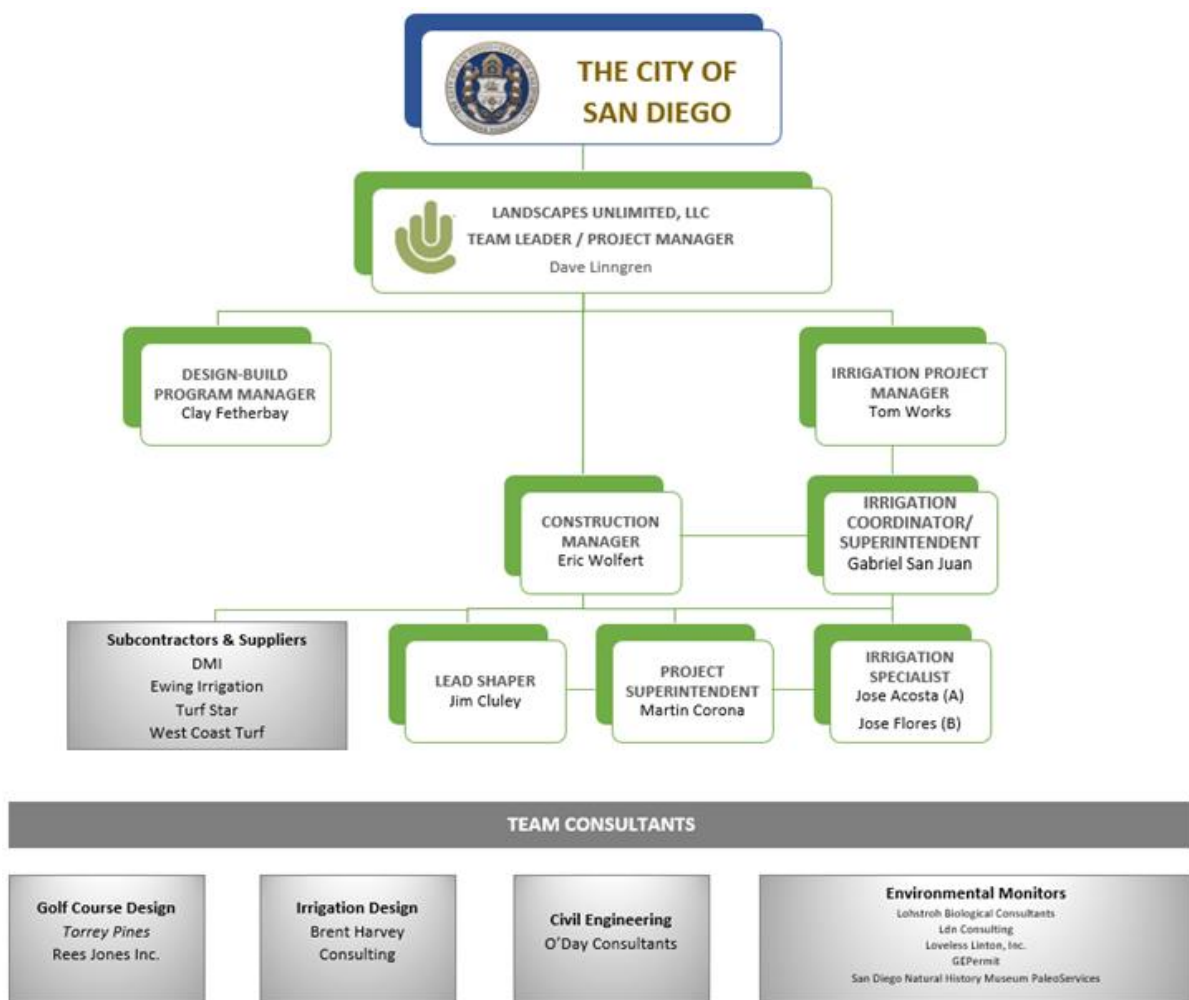 THE CITY OF
SAN DIEGO
LANDSCAPES UNLIMITED, LLC
TEAM LEADER / PROJECT MANAGER
Dave Linngren
DESIGN-BUILD
PROGRAM MANAGER
Clay Fetherbay
IRRIGATION PROJECT
MANAGER
Tom Works
CONSTRUCTION
MANAGER
Eric Wolfert
IRRIGATION
COORDINATOR/
SUPERINTENDENT
Gabriel San Juan
Subcontractors & Suppliers
DMI
Ewing Irrigation
Turf Star
West Coast Turf
LEAD SHAPER
Jim Cluley
PROJECT
SUPERINTENDENT
Martin Corona
IRRIGATION
SPECIALIST
Jose Acosta (A)
Jose Flores (B)
TEAM CONSULTANTS
Golf Course Design
Torrey Pines
Rees Jones Inc.
Irrigation Design
Brent Harvey
Consulting
Civil Engineering
O'Day Consultants
Environmental Monitors
Lohstroh Biological Consultants
Ldn Consulting
Loveless Linton, Inc.
GEPermit
San Diego Natural History Museum PaleoServices